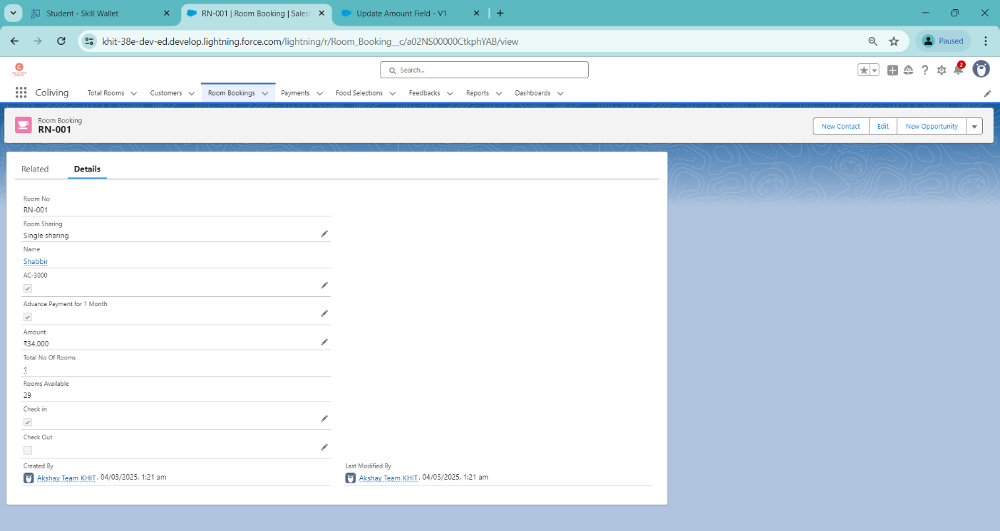 Student - Skill Wallet
RN-001 | Room Booking | Sales
Update Amount Field - V1
khit-38e-dev-ed.develop.lightning.force.com/lightning/r/Room_Booking__c/a02NS00000CtkphYAB/view
Paused
Search...
2
Coliving
Total Rooms
Customers
Room Bookings
Payments
Food Selections
Feedbacks
Reports
Dashboards
Room Booking
RN-001
New Contact
Edit
New Opportunity
Related
Details
Room No
RN-001
Room Sharing
Single sharing
Name
Shabbir
AC-3000
Advance Payment for 1 Month
Amount
₹34,000
Total No Of Rooms
1
Rooms Available
29
Check in
Check Out
Created By
Akshay Team KHIT, 04/03/2025, 1:21 am
Last Modified By
Akshay Team KHIT, 04/03/2025, 1:21 am